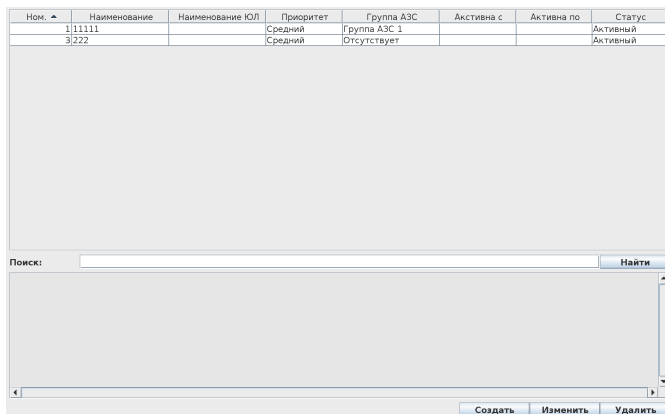 Ном. Наименование Наименование ЮЛ Приоритет Группа АЗС Акстивна с Активна по Статус
1 11111 Средний Группа АЗС 1 Активный
3 222 Средний Отсутствует Активный
Поиск: Найти
Создать Изменить Удалить